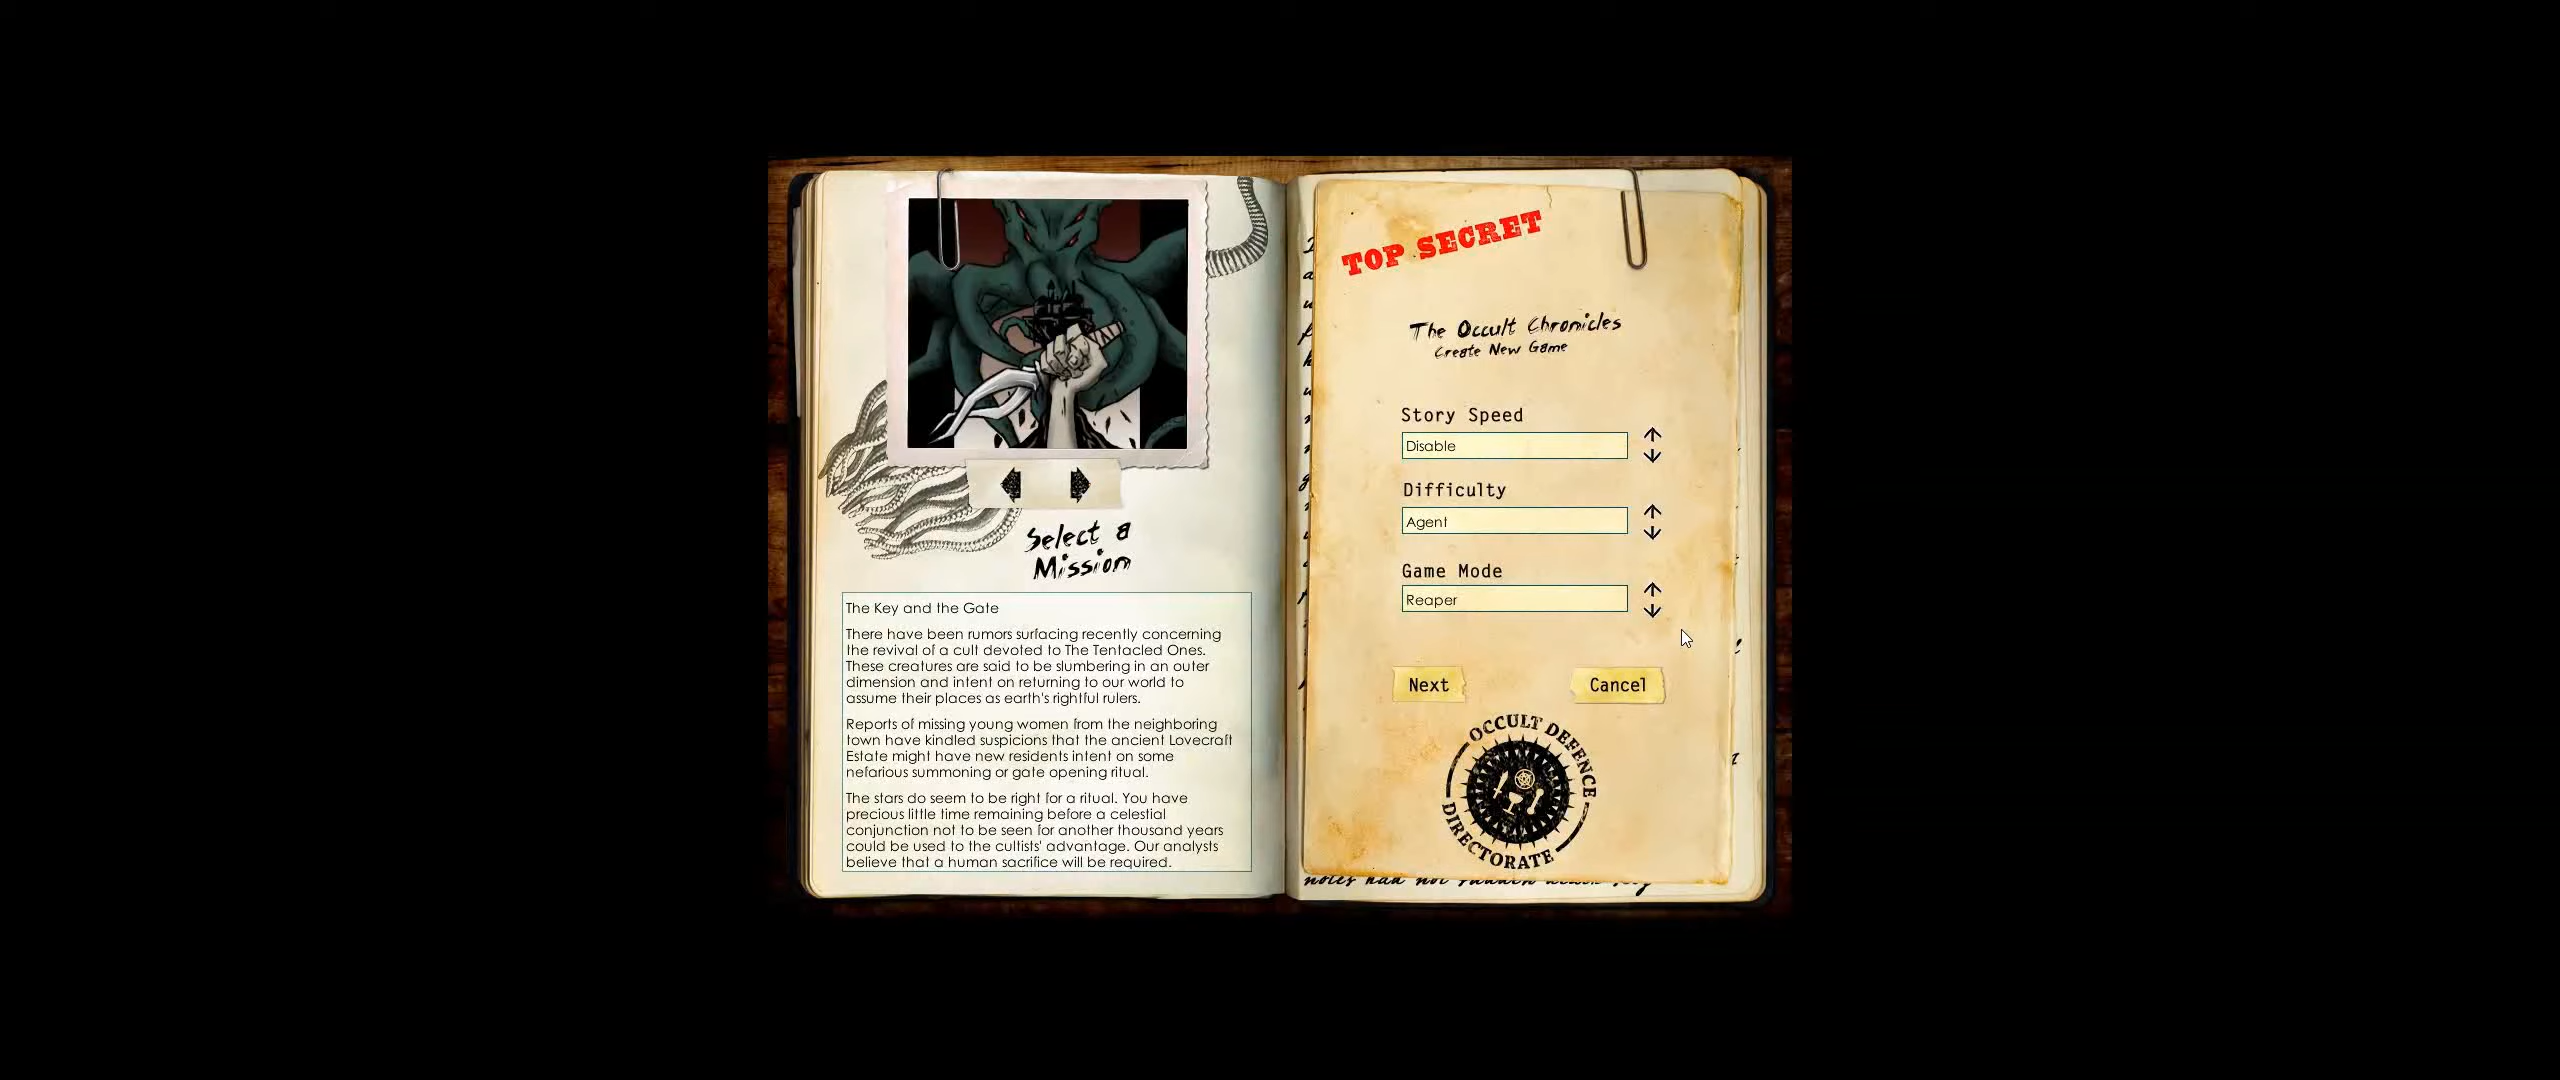 Select a
Mission
The Key and the Gate
There have been rumors surfacing recently concerning
the revival of a cult devoted to The Tentacled Ones.
These creatures are said to be slumbering in an outer
dimension and intent on returning to our world to
assume their places as earth's rightful rulers.
Reports of missing young women from the neighboring
town have kindled suspicions that the ancient Lovecraft
Estate might have new residents intent on some
nefarious summoning or gate opening ritual.
The stars do seem to be right for a ritual. You have
precious little time remaining before a celestial
conjunction not to be seen for another thousand years
could be used to the cultists' advantage. Our analysts
believe that a human sacrifice will be required.
TOP SECRET
The Occult Chronicles
Create New Game
Story Speed
Disable
Difficulty
Agent
Game Mode
Reaper
Next
Cancel
OCCULT DEFENCE
DIRECTORATE
notes had not